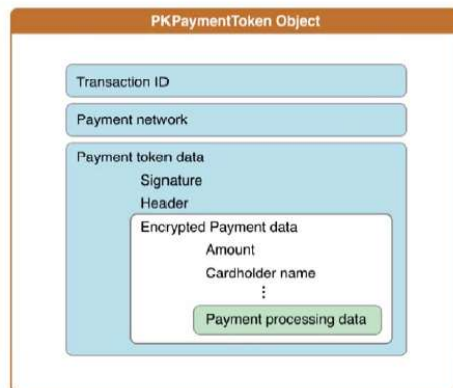 PKPaymentToken Object
Transaction ID
Payment network
Payment token data
Signature
Header
Encrypted Payment data
Amount
Cardholder name
⋮
Payment processing data